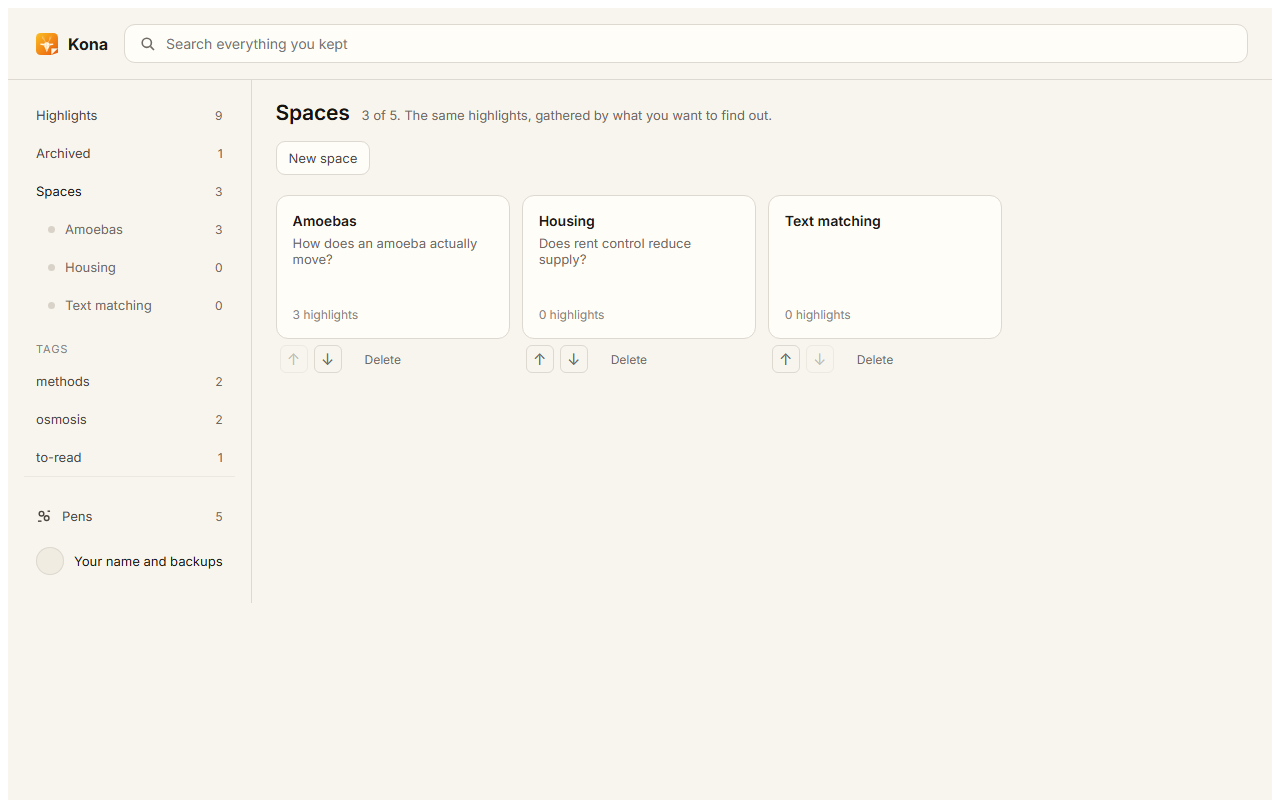 Kona
Search everything you kept
Highlights 9
Archived 1
Spaces 3
Amoebas 3
Housing 0
Text matching 0
TAGS
methods 2
osmosis 2
to-read 1
Pens 5
Your name and backups
Spaces 3 of 5. The same highlights, gathered by what you want to find out.
New space
Amoebas
How does an amoeba actually
move?
3 highlights
Delete
Housing
Does rent control reduce
supply?
0 highlights
Delete
Text matching
0 highlights
Delete